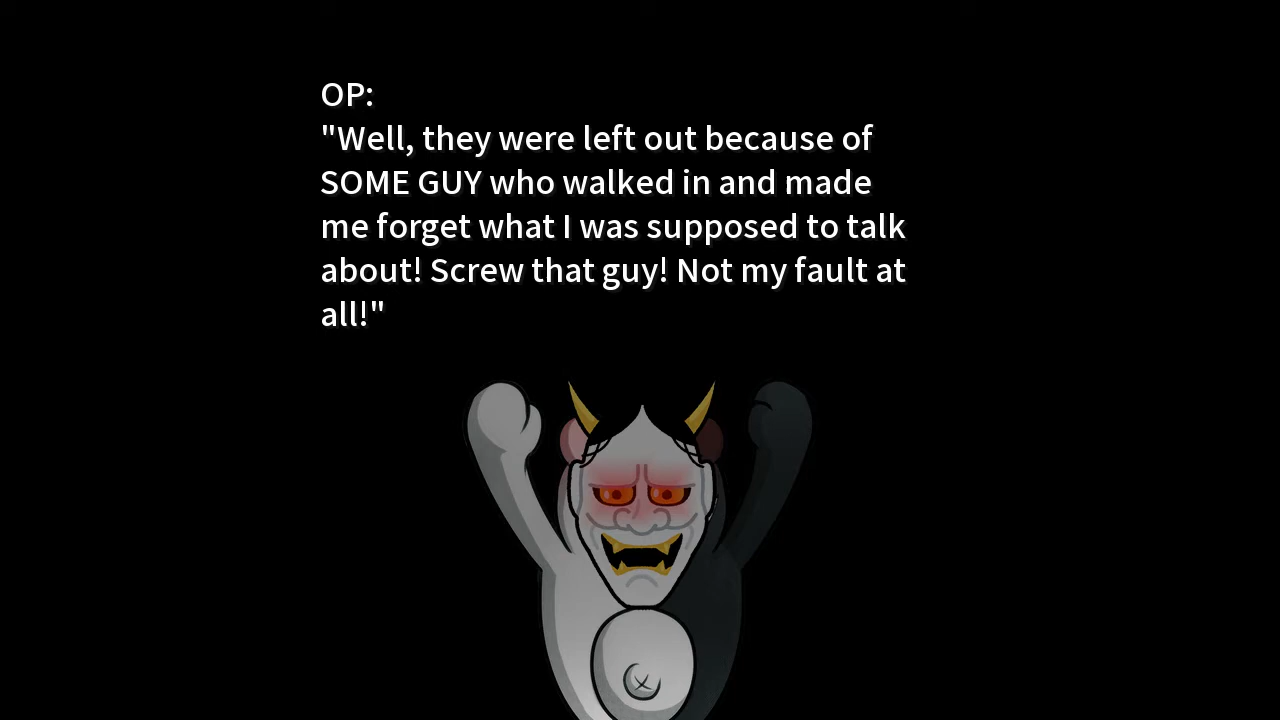 OP:
"Well, they were left out because of
SOME GUY who walked in and made
me forget what I was supposed to talk
about! Screw that guy! Not my fault at
all!"